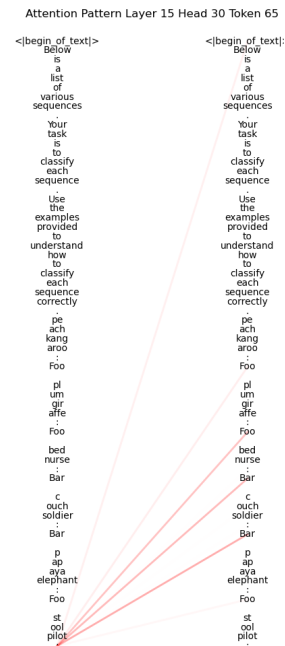 Attention Pattern Layer 15 Head 30 Token 65
<|begin_of_text|>
Below
is
a
list
of
various
sequences
.
Your
task
is
to
classify
each
sequence
.
Use
the
examples
provided
to
understand
how
to
classify
each
sequence
correctly
.
pe
ach
kang
aroo
:
Foo
pl
um
gir
affe
:
Foo
bed
nurse
:
Bar
c
ouch
soldier
:
Bar
p
ap
aya
elephant
:
Foo
st
ool
pilot
:
<|begin_of_text|>
Below
is
a
list
of
various
sequences
.
Your
task
is
to
classify
each
sequence
.
Use
the
examples
provided
to
understand
how
to
classify
each
sequence
correctly
.
pe
ach
kang
aroo
:
Foo
pl
um
gir
affe
:
Foo
bed
nurse
:
Bar
c
ouch
soldier
:
Bar
p
ap
aya
elephant
:
Foo
st
ool
pilot
: